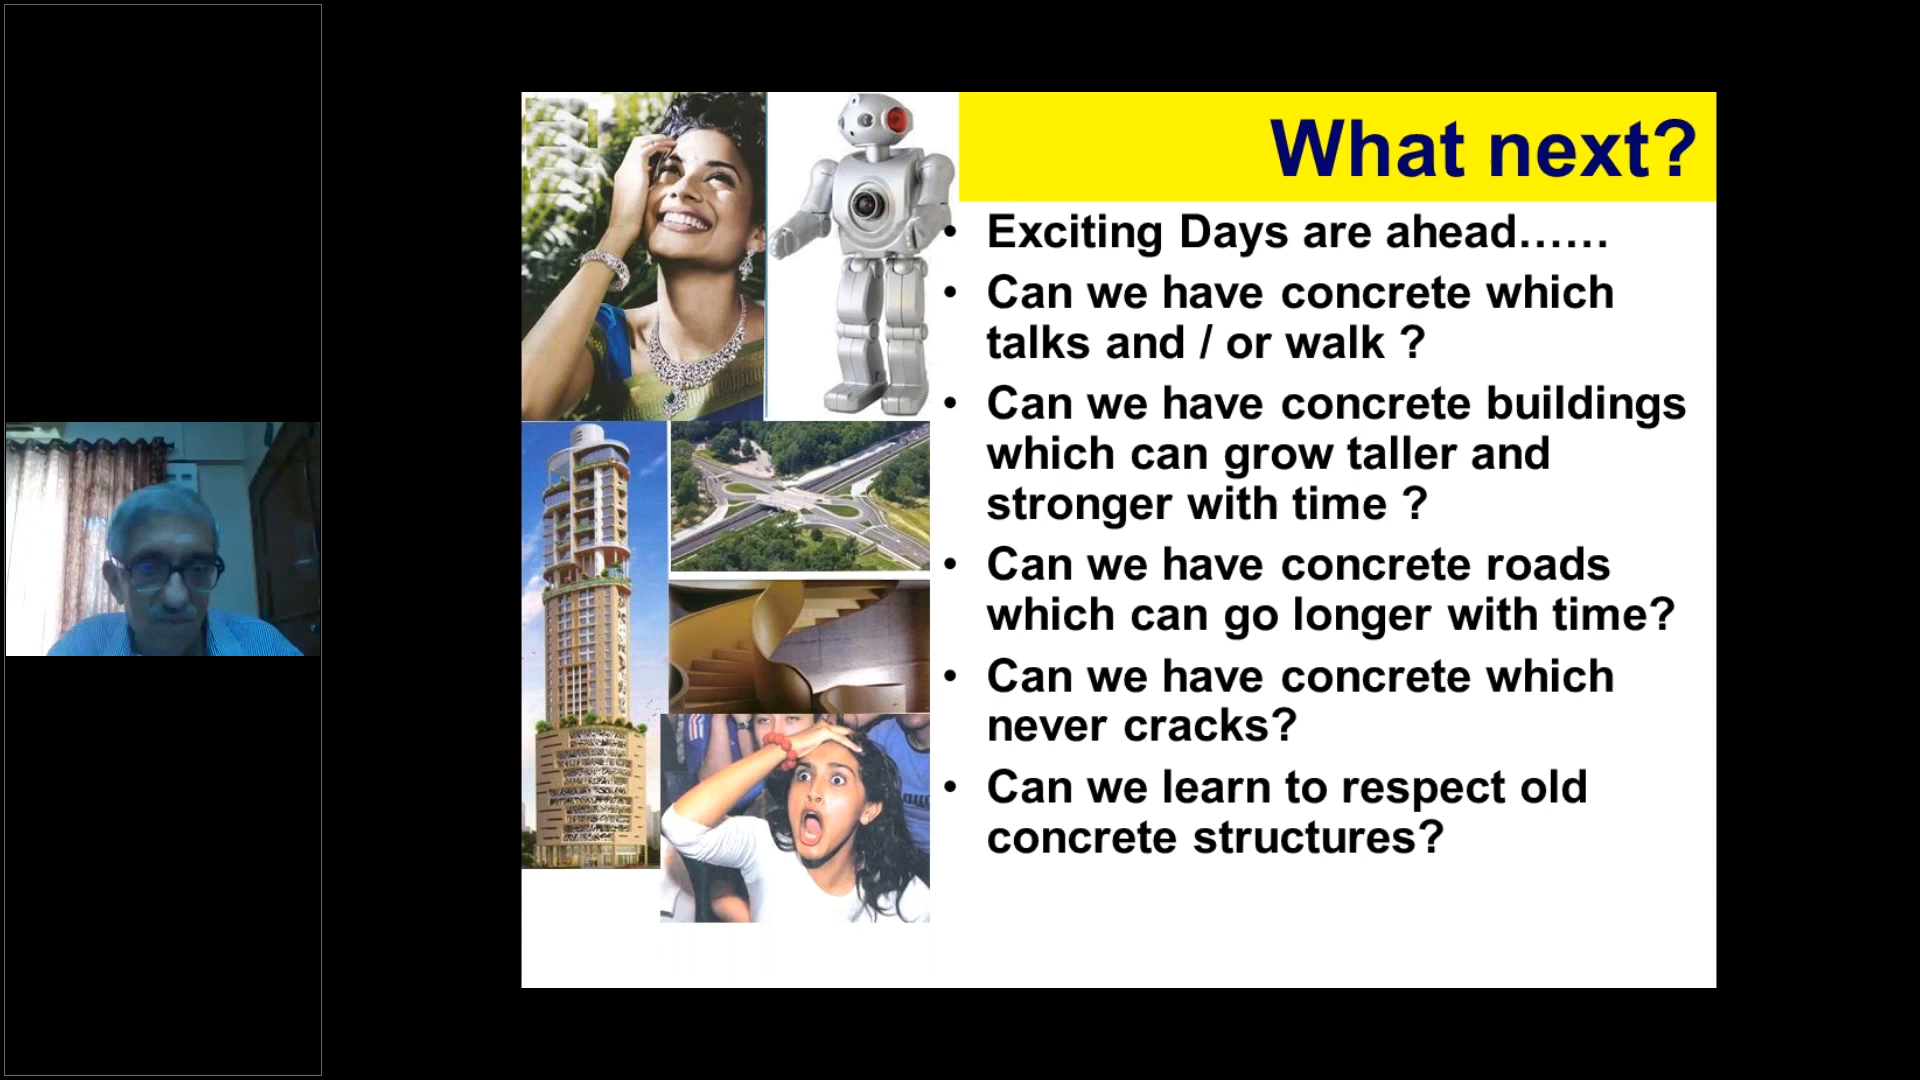 What next?
• Exciting Days are ahead……
• Can we have concrete which
talks and / or walk ?
• Can we have concrete buildings
which can grow taller and
stronger with time ?
• Can we have concrete roads
which can go longer with time?
• Can we have concrete which
never cracks?
• Can we learn to respect old
concrete structures?